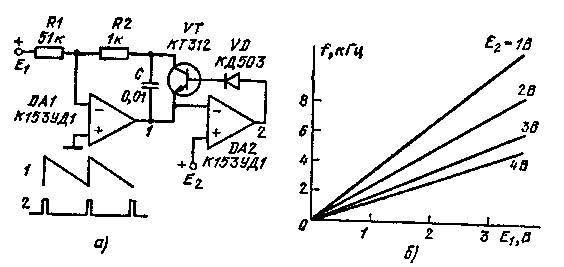 R1
51к
R2
1к
VT
КТ312
VD
КД503
+
E1
C
0,01
DA1
К153УД1
−
+
1
−
+
2
DA2
К153УД1
+
E2
1
2
а)
f, кГц
E2=1В
2В
3В
4В
8
6
4
2
0
1
2
3
E1, В
б)